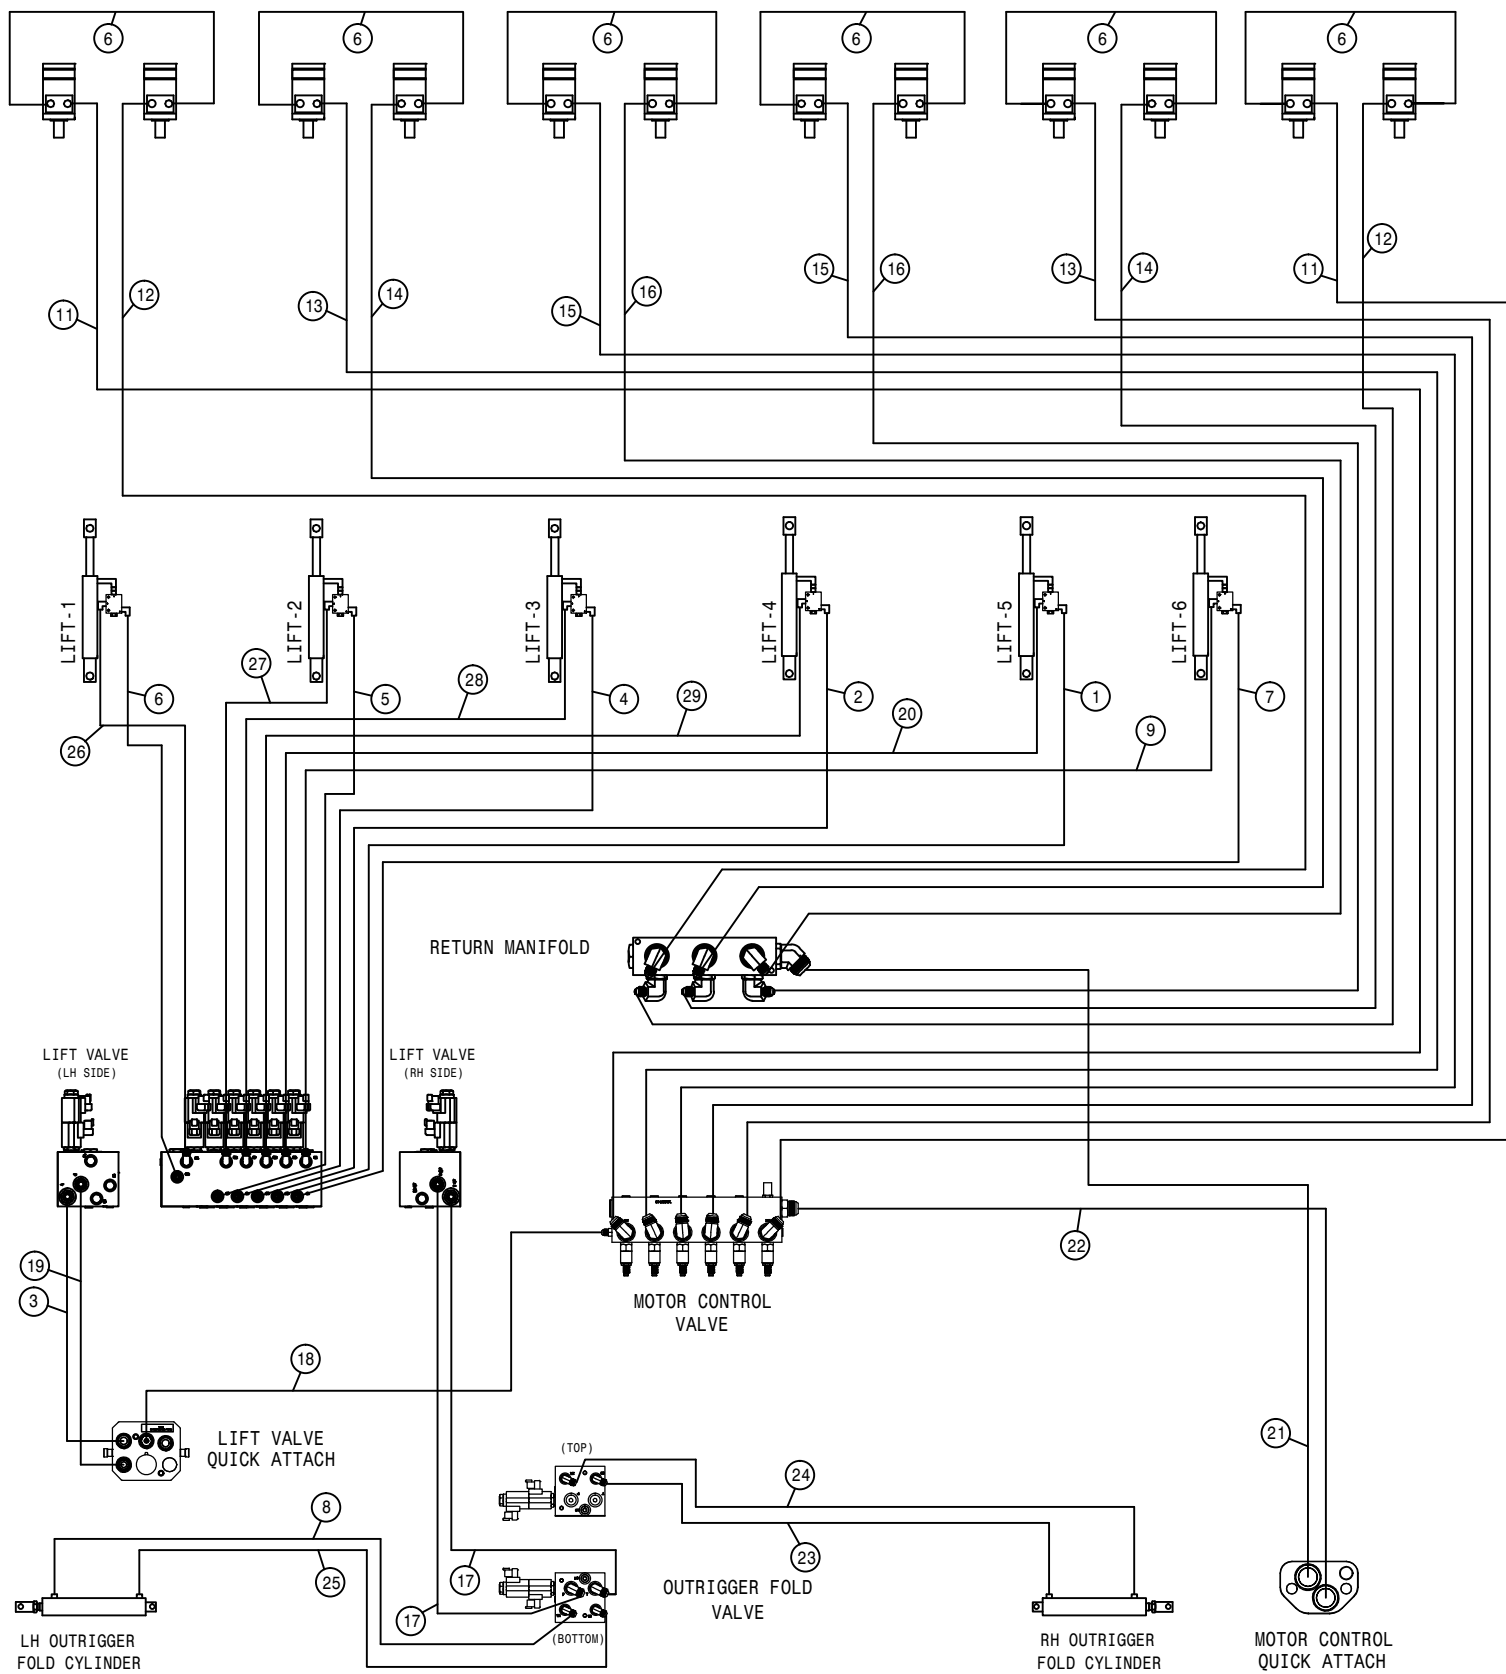 6 6 6 6 6 6
12
15 16 13 14 11
12 14 16
11 13 15
LIFT-1
LIFT-2
LIFT-3
LIFT-4
LIFT-5
LIFT-6
27
28
6 5 4 29 2 1 7
20
9
26
RETURN MANIFOLD
LIFT VALVE
(LH SIDE)
LIFT VALVE
(RH SIDE)
22
19
3
MOTOR CONTROL
VALVE
18
21
LIFT VALVE
QUICK ATTACH
(TOP)
24
8
23
25
17
17
OUTRIGGER FOLD
VALVE
(BOTTOM)
LH OUTRIGGER
FOLD CYLINDER
RH OUTRIGGER
FOLD CYLINDER
MOTOR CONTROL
QUICK ATTACH